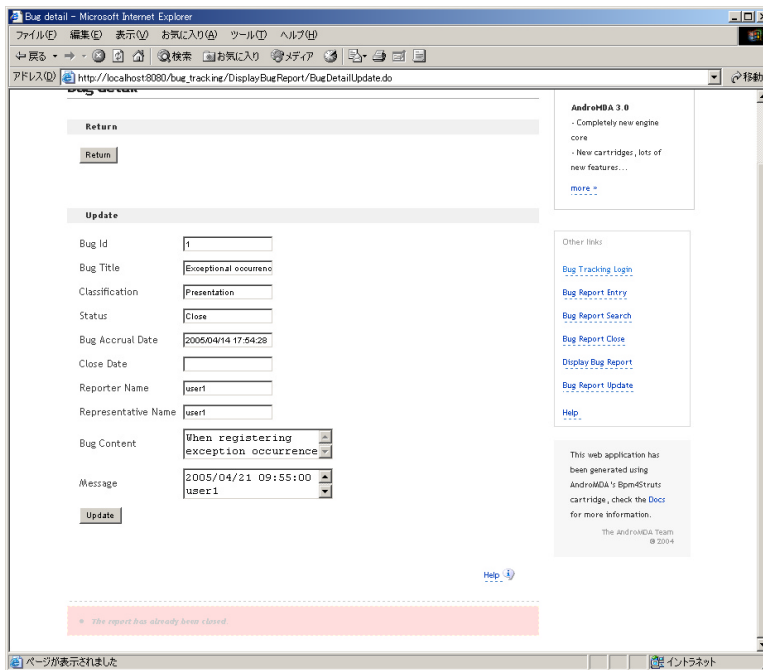 Bug detail - Microsoft Internet Explorer
ファイル(F) 編集(E) 表示(V) お気に入り(A) ツール(T) ヘルプ(H)
戻る 検索 お気に入り メディア
アドレス(D) http://localhost:8080/bug_tracking/DisplayBugReport/BugDetailUpdate.do 移動
Bug detail
Return
Return
Update
Bug Id 1
Bug Title Exceptional occurrenc
Classification Presentation
Status Close
Bug Accrual Date 2005/04/14 17:54:28
Close Date
Reporter Name user1
Representative Name user1
Bug Content When registering
exception occurrence
Message 2005/04/21 09:55:00
user1
Update
Help
The report has already been closed.
AndroMDA 3.0
- Completely new engine
core
- New cartridges, lots of
new features...
more »
Other links
Bug Tracking Login
Bug Report Entry
Bug Report Search
Bug Report Close
Display Bug Report
Bug Report Update
Help
This web application has
been generated using
AndroMDA's Bpm4Struts
cartridge, check the Docs
for more information.
The AndroMDA Team
© 2004
ページが表示されました イントラネット